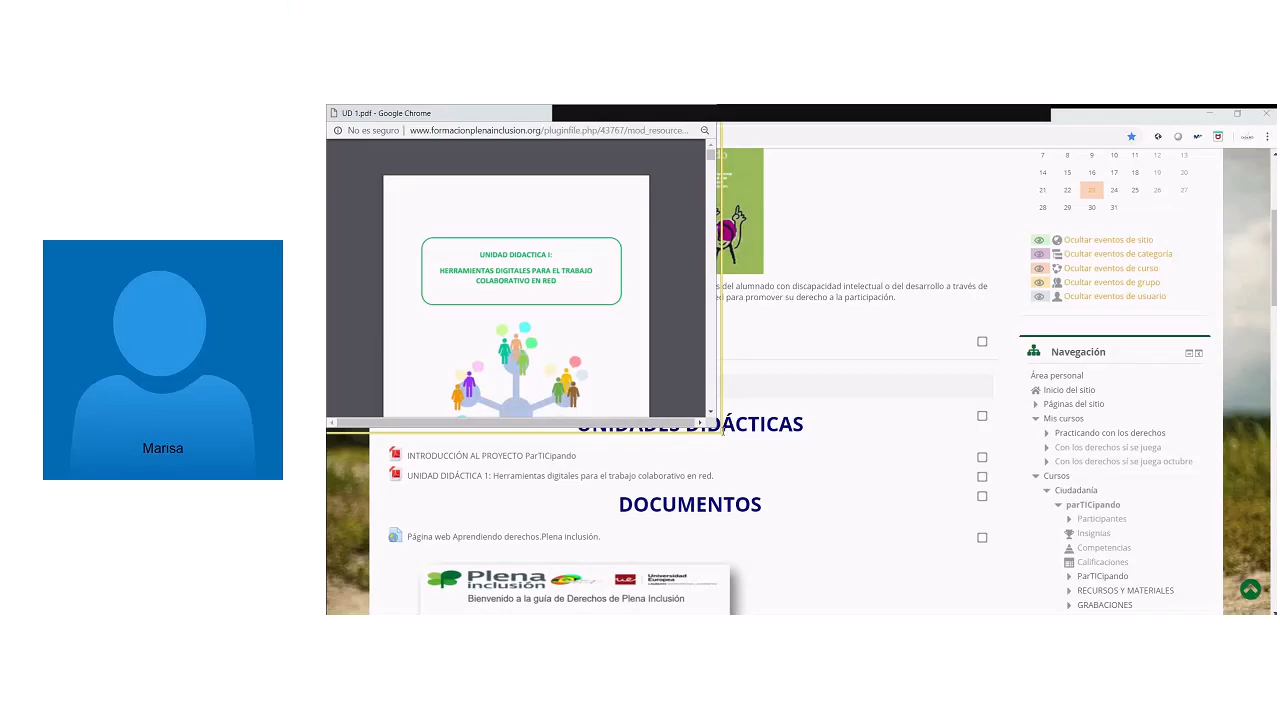 Marisa
UD 1.pdf - Google Chrome
No es seguro | www.formacionplenainclusion.org/pluginfile.php/43767/mod_resource...
UNIDAD DIDACTICA I:
HERRAMIENTAS DIGITALES PARA EL TRABAJO
COLABORATIVO EN RED
s del alumnado con discapacidad intelectual o del desarrollo a través de
ed para promover su derecho a la participación.
UNIDADES DIDÁCTICAS
INTRODUCCIÓN AL PROYECTO ParTICipando
UNIDAD DIDÁCTICA 1: Herramientas digitales para el trabajo colaborativo en red.
DOCUMENTOS
Página web Aprendiendo derechos.Plena inclusión.
Plena
inclusión
ue Universidad
Europea
Bienvenido a la guía de Derechos de Plena Inclusión
7 8 9 10 11 12 13
14 15 16 17 18 19 20
21 22 23 24 25 26 27
28 29 30 31
Ocultar eventos de sitio
Ocultar eventos de categoría
Ocultar eventos de curso
Ocultar eventos de grupo
Ocultar eventos de usuario
Navegación
Área personal
Inicio del sitio
Páginas del sitio
Mis cursos
Practicando con los derechos
Con los derechos sí se juega
Con los derechos sí se juega octubre
Cursos
Ciudadanía
parTICipando
Participantes
Insignias
Competencias
Calificaciones
ParTICipando
RECURSOS Y MATERIALES
GRABACIONES